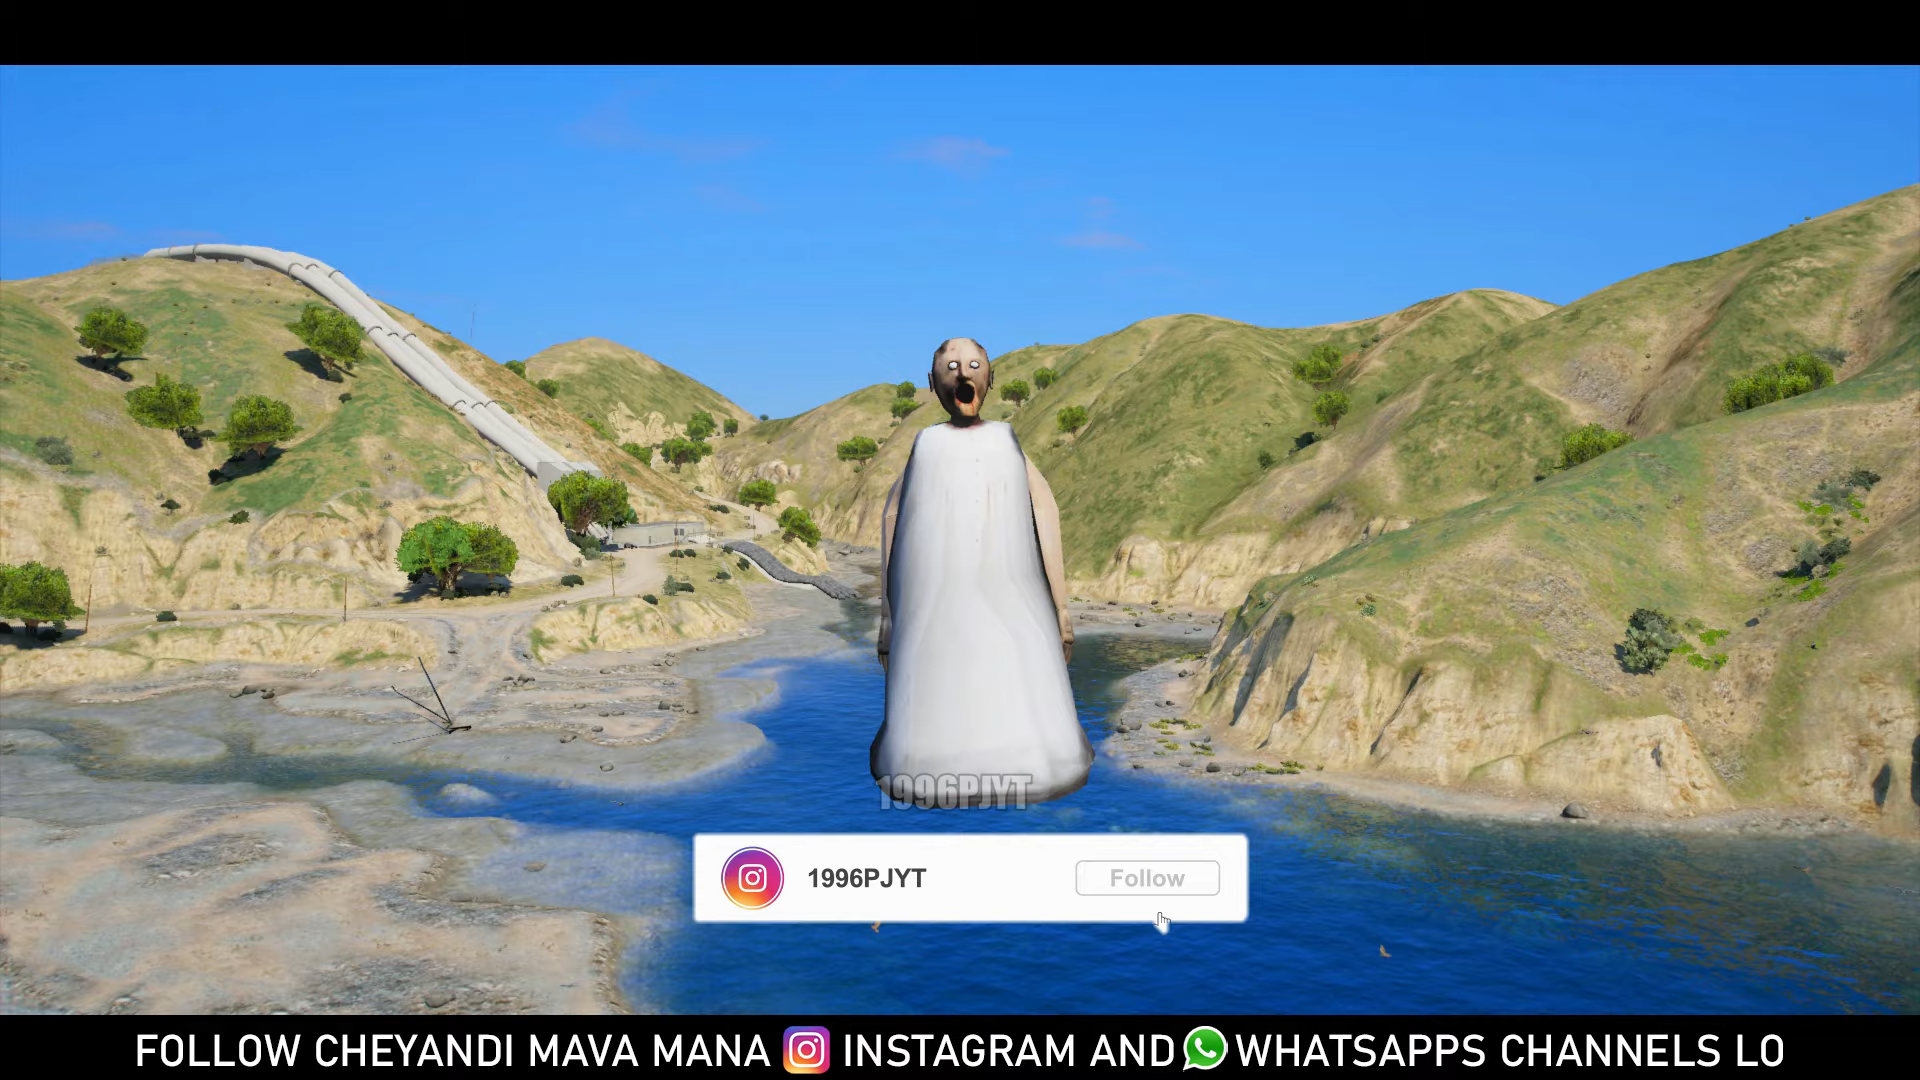 1996PJYT
1996PJYT Follow
FOLLOW CHEYANDI MAVA MANA INSTAGRAM AND WHATSAPPS CHANNELS LO